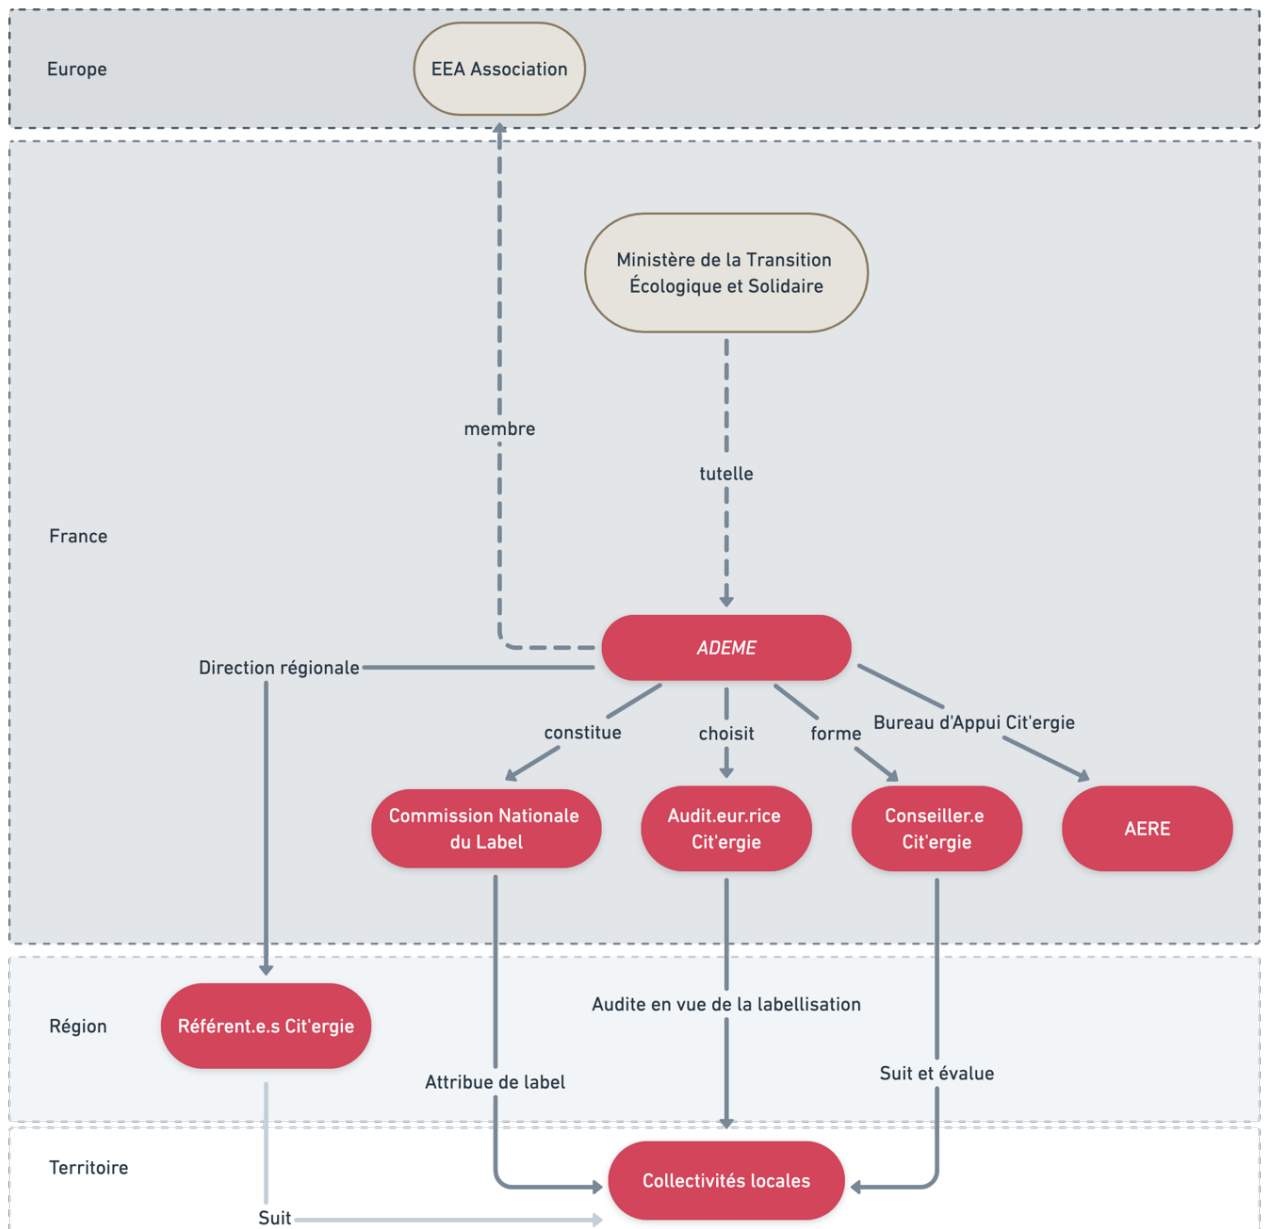 Europe
EEA Association
Ministère de la Transition
Écologique et Solidaire
membre
tutelle
France
ADEME
Direction régionale
constitue
choisit
forme
Bureau d'Appui Cit'ergie
Commission Nationale
du Label
Audit.eur.rice
Cit'ergie
Conseiller.e
Cit'ergie
AERE
Audite en vue de la labellisation
Région
Référent.e.s Cit'ergie
Suit et évalue
Attribue de label
Territoire
Collectivités locales
Suit